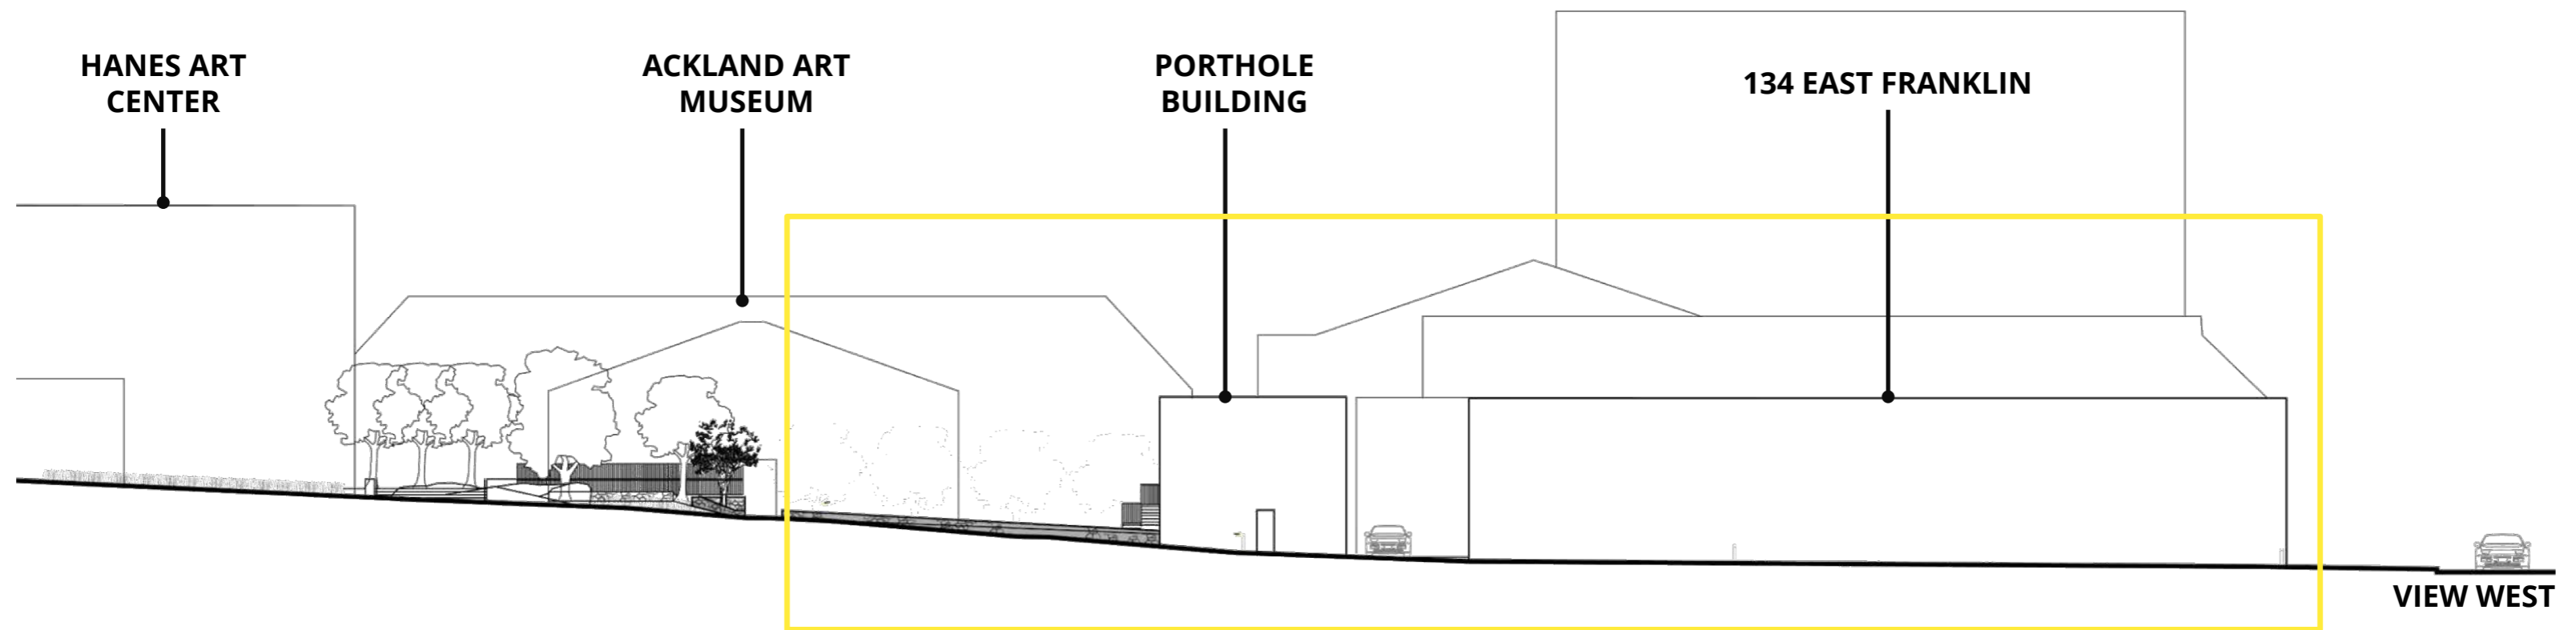 HANES ART
CENTER
ACKLAND ART
MUSEUM
PORTHOLE
BUILDING
134 EAST FRANKLIN
VIEW WEST